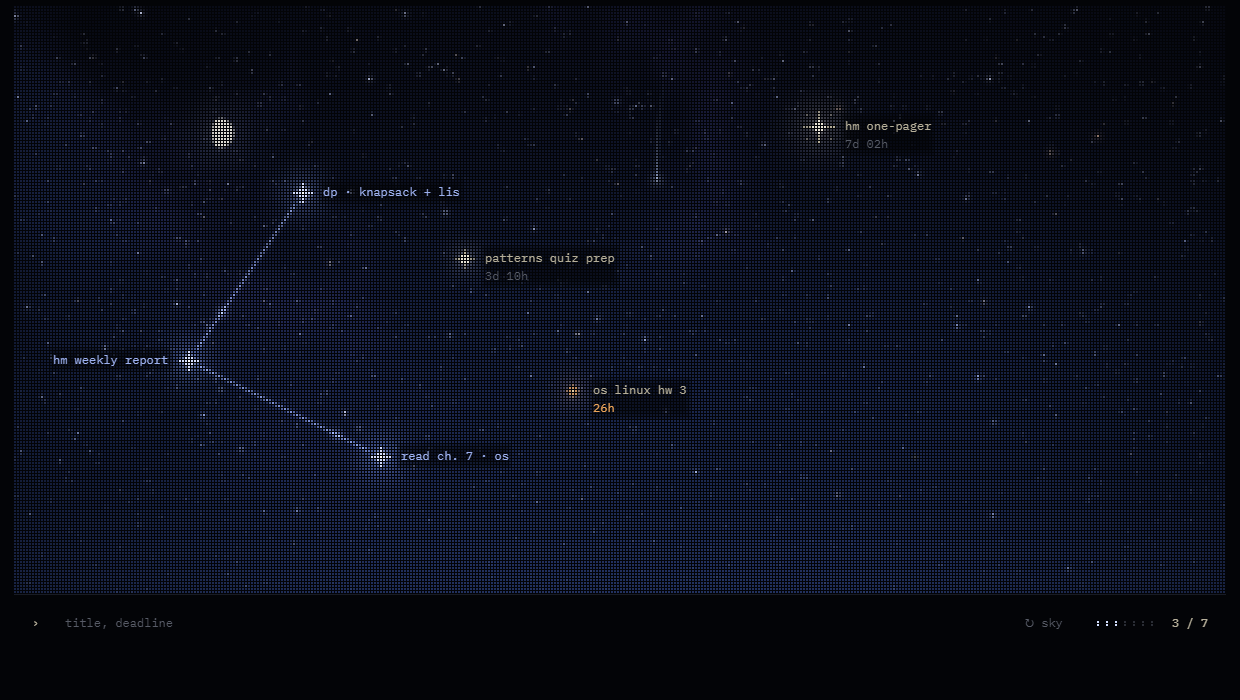 hm one-pager
7d 02h
dp · knapsack + lis
patterns quiz prep
3d 10h
hm weekly report
os linux hw 3
26h
read ch. 7 · os
› title, deadline
↻ sky
3 / 7